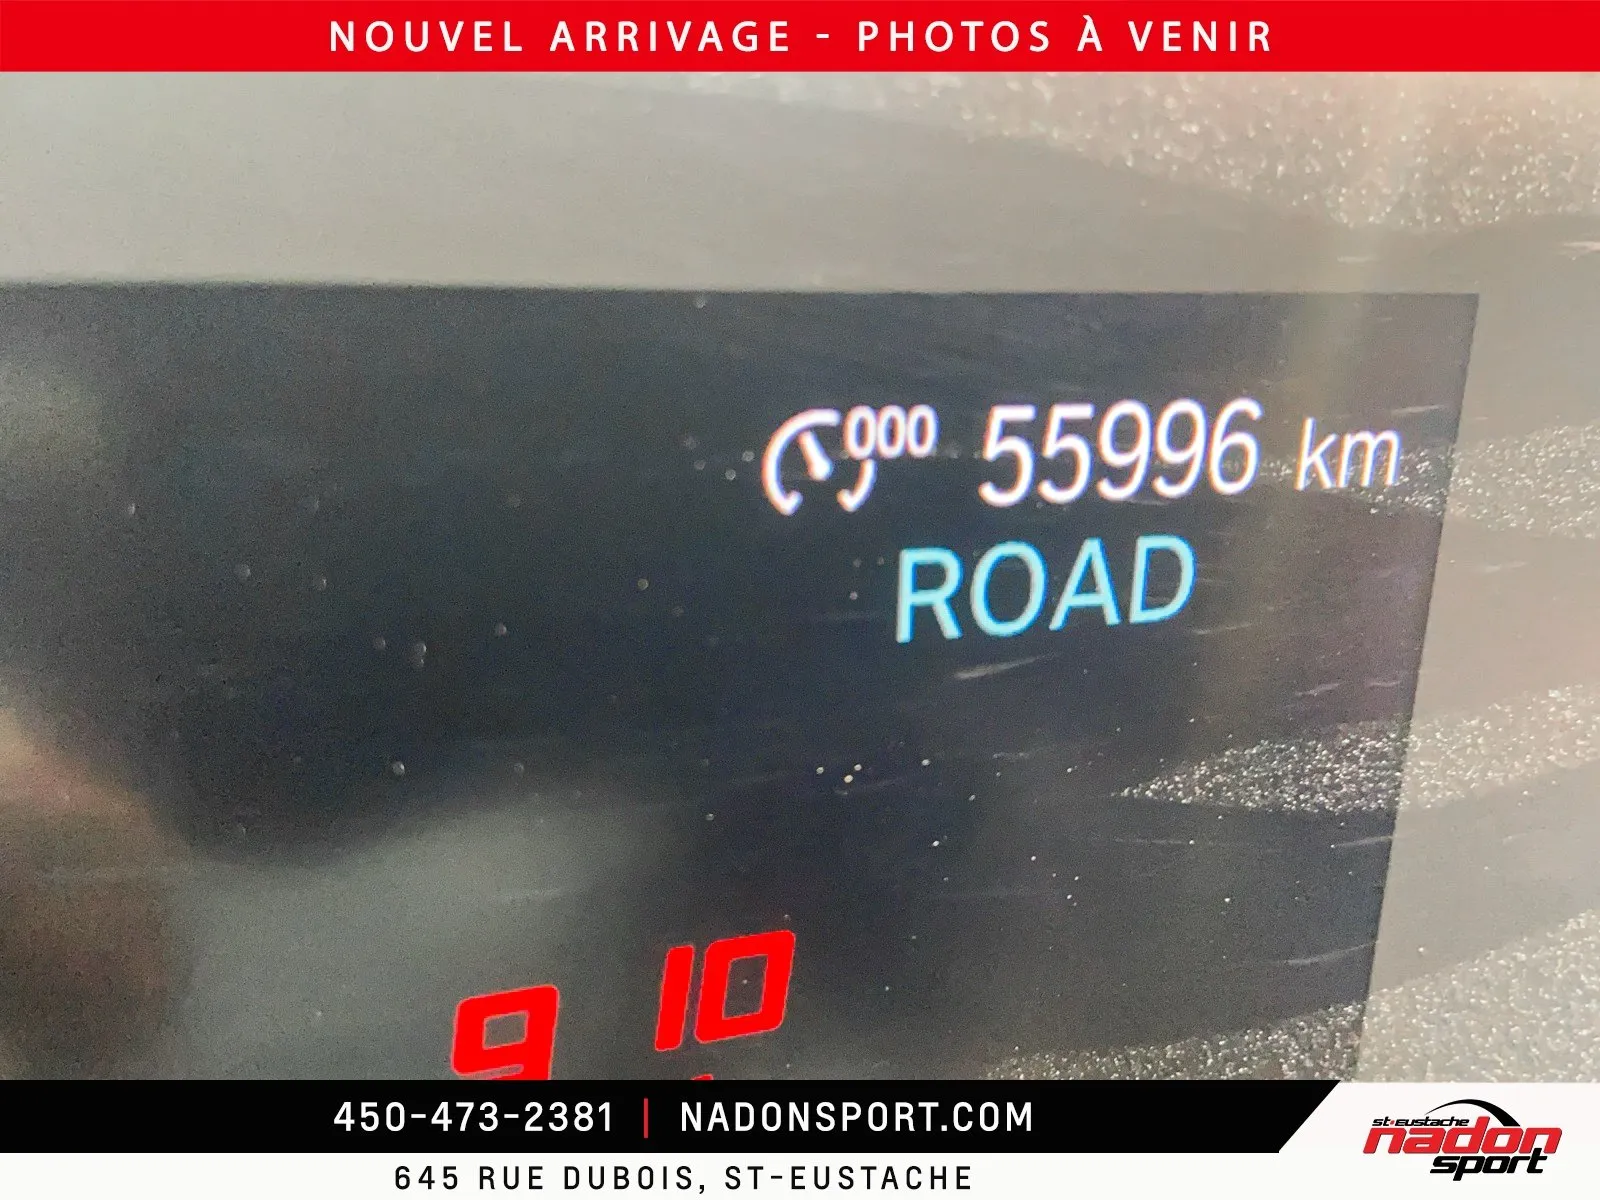 NOUVEL ARRIVAGE - PHOTOS À VENIR
000 55996 km
ROAD
9 10
450-473-2381 | NADONSPORT.COM
645 RUE DUBOIS, ST-EUSTACHE
st-eustache
nadon
sport